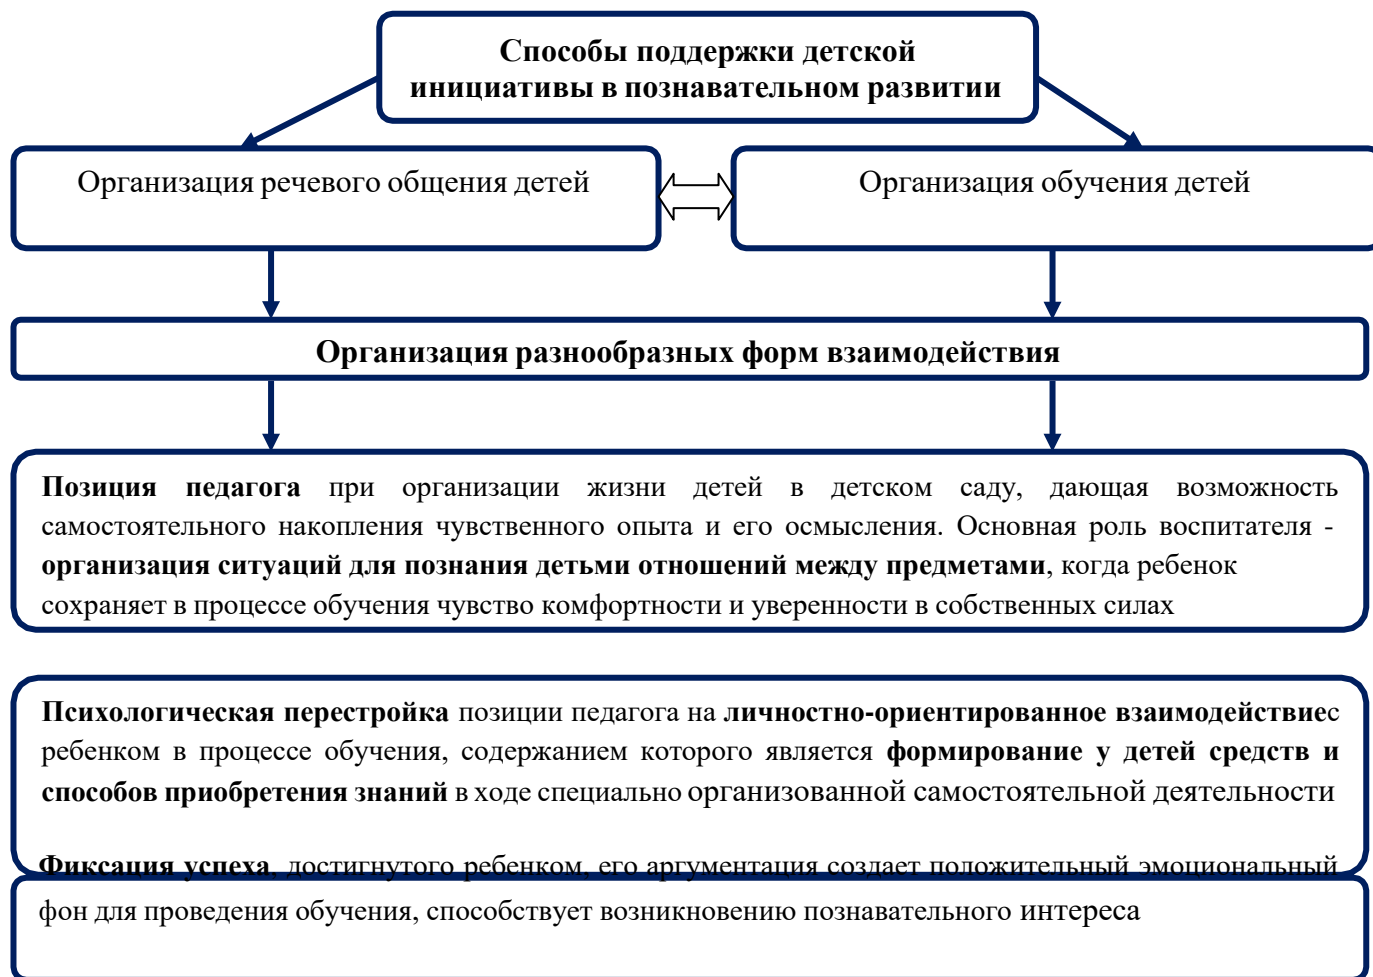 Способы поддержки детской
инициативы в познавательном развитии
Организация речевого общения детей
Организация обучения детей
Организация разнообразных форм взаимодействия
Позиция педагога при организации жизни детей в детском саду, дающая возможность
самостоятельного накопления чувственного опыта и его осмысления. Основная роль воспитателя -
организация ситуаций для познания детьми отношений между предметами, когда ребенок
сохраняет в процессе обучения чувство комфортности и уверенности в собственных силах
Психологическая перестройка позиции педагога на личностно-ориентированное взаимодействиес
ребенком в процессе обучения, содержанием которого является формирование у детей средств и
способов приобретения знаний в ходе специально организованной самостоятельной деятельности
Фиксация успеха, достигнутого ребенком, его аргументация создает положительный эмоциональный
фон для проведения обучения, способствует возникновению познавательного интереса